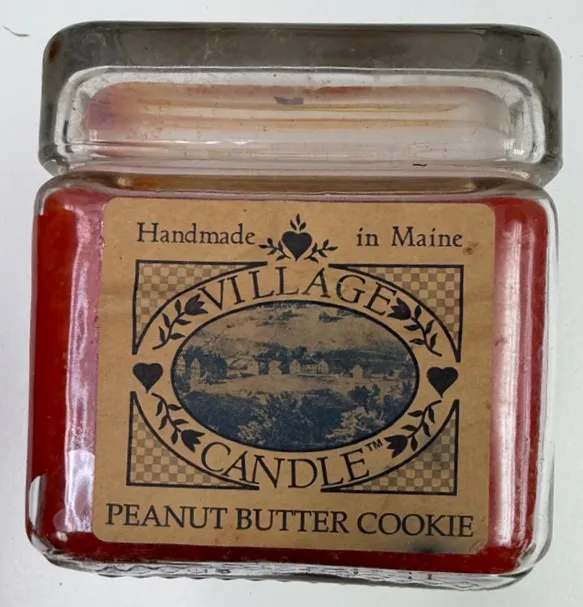 Handmade in Maine
VILLAGE
CANDLE™
PEANUT BUTTER COOKIE